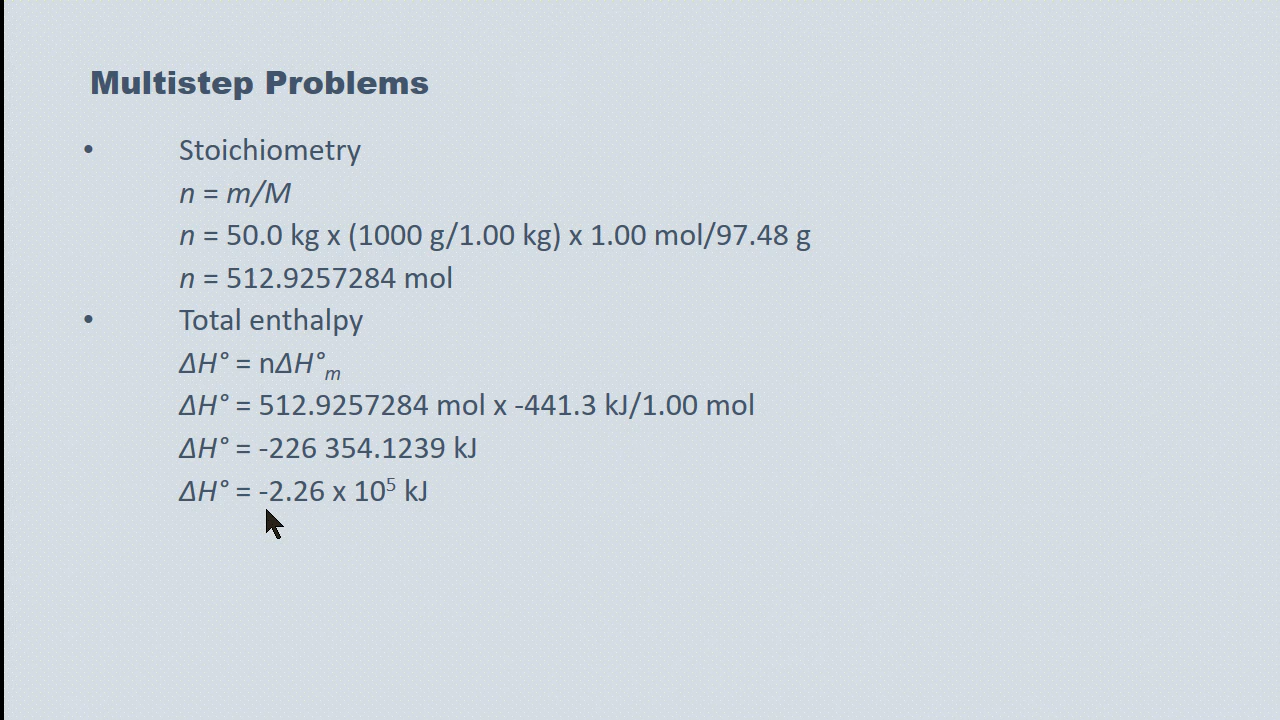 Multistep Problems
• Stoichiometry
n = m/M
n = 50.0 kg x (1000 g/1.00 kg) x 1.00 mol/97.48 g
n = 512.9257284 mol
• Total enthalpy
ΔH° = nΔH°ₘ
ΔH° = 512.9257284 mol x -441.3 kJ/1.00 mol
ΔH° = -226 354.1239 kJ
ΔH° = -2.26 x 10⁵ kJ